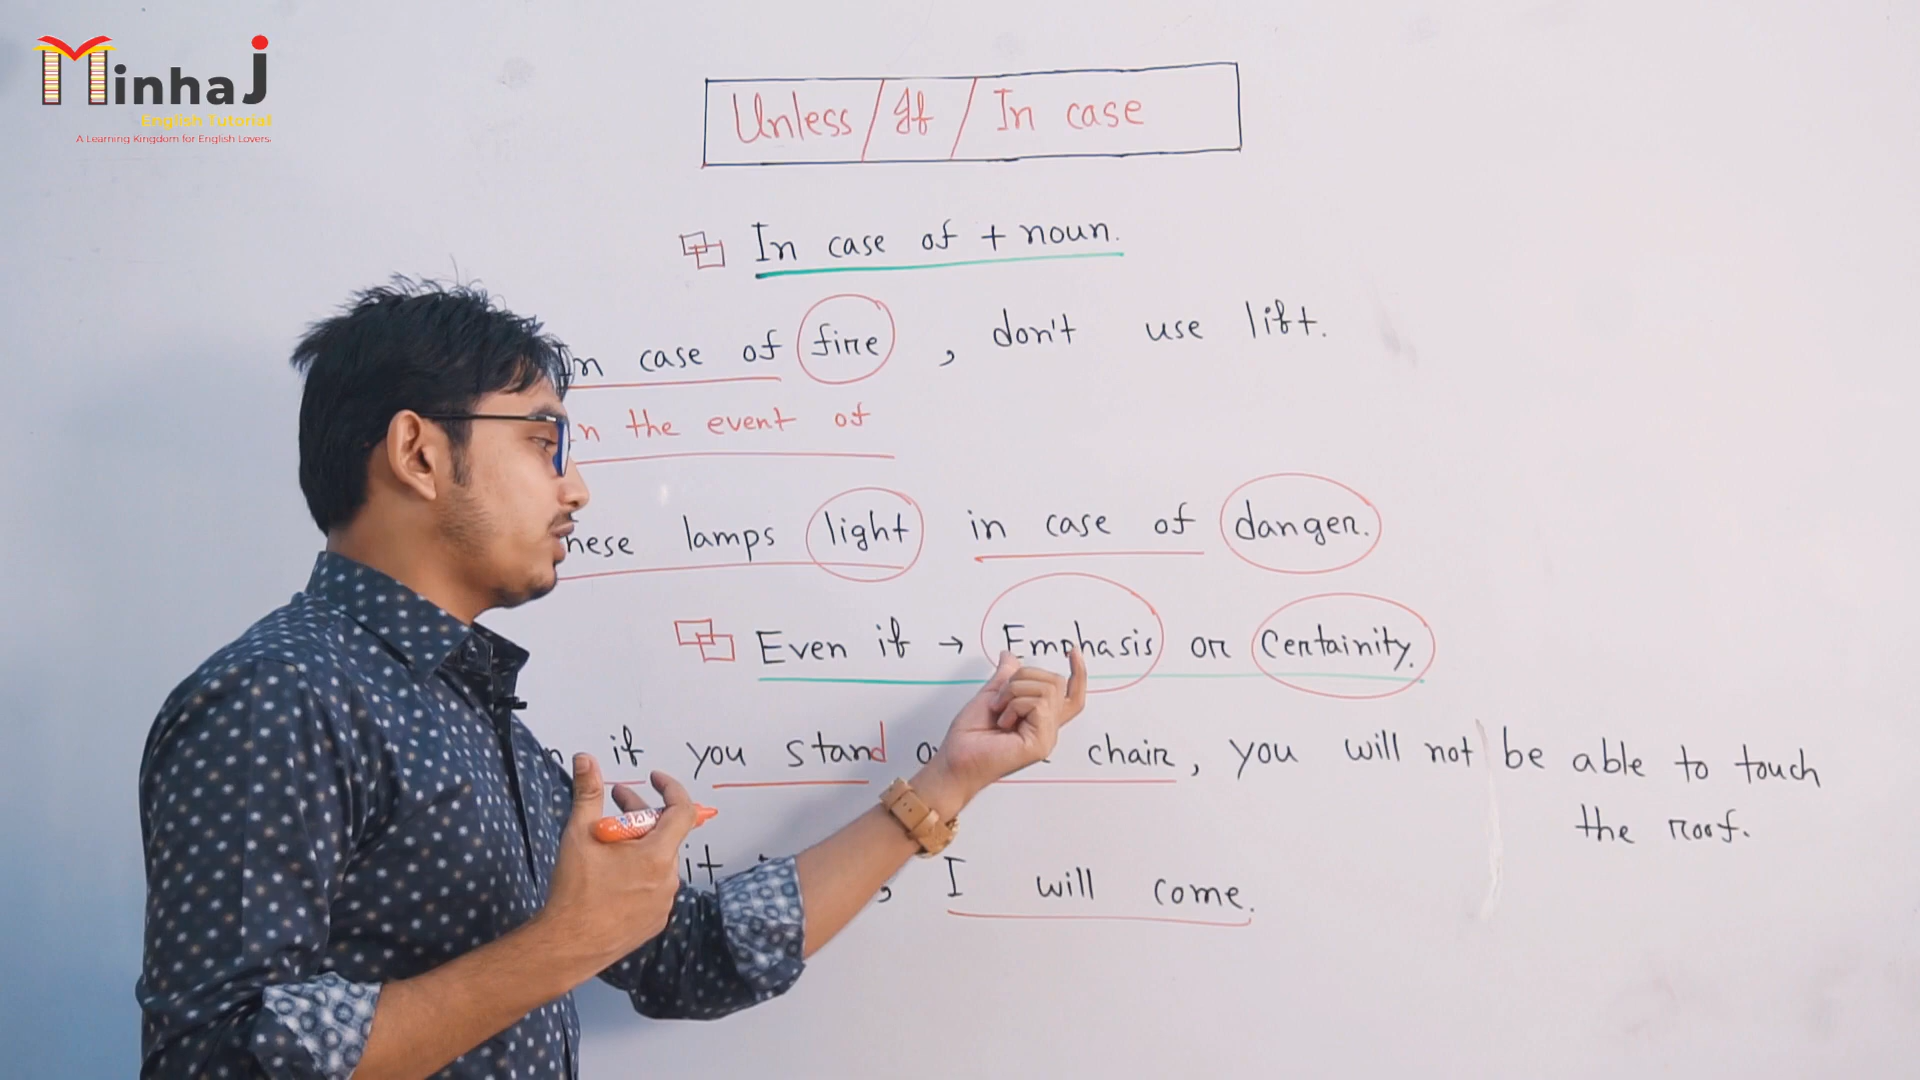 Minhaj
English Tutorial
A Learning Kingdom for English Lovers
Unless / If / In case
In case of + noun.
In case of fire, don't use lift.
In the event of
hese lamps light in case of danger.
Even if → Emphasis or Certainity.
if you stand chair, you will not be able to touch
the roof.
it , I will come.